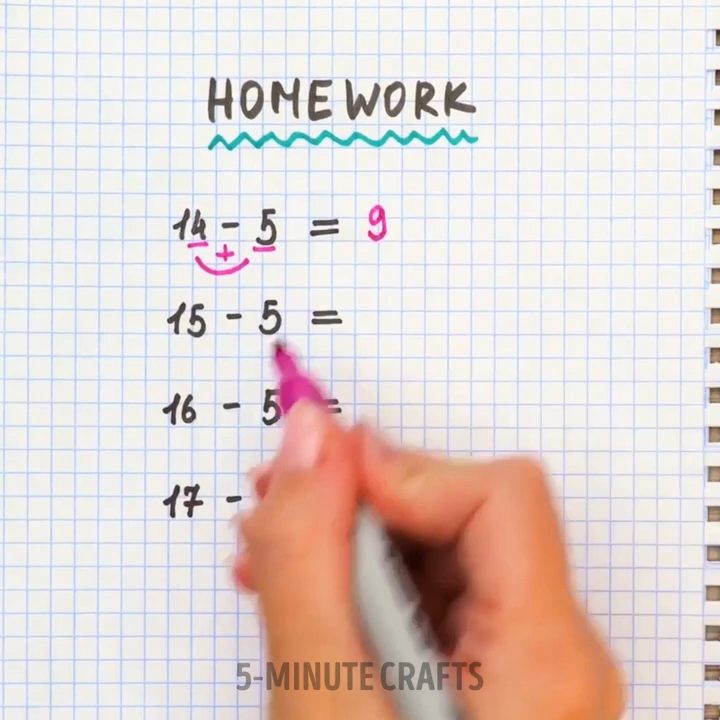 HOMEWORK
14 - 5 = 9
+
15 - 5 =
16 - 5 =
17 -
5-MINUTE CRAFTS